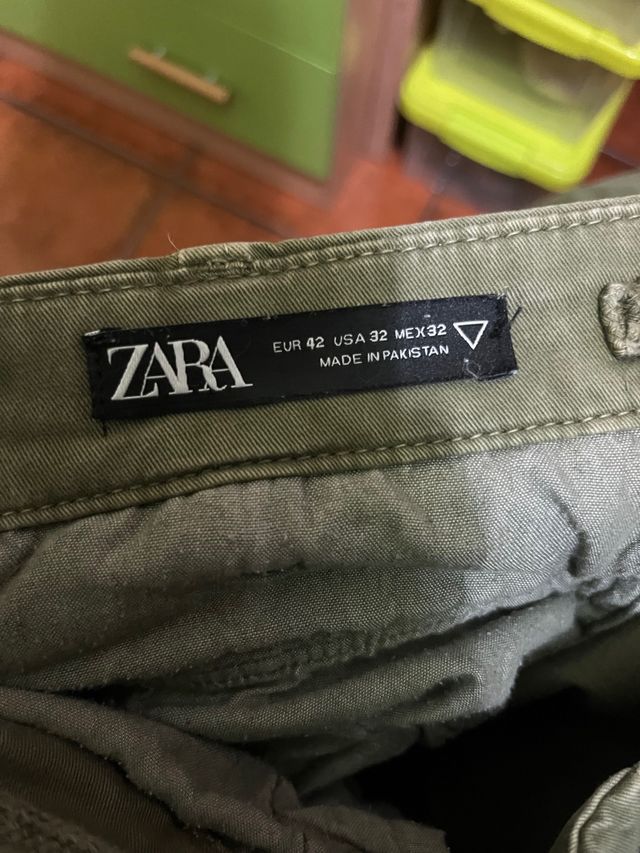 ZARA
EUR 42 USA 32 MEX 32
MADE IN PAKISTAN